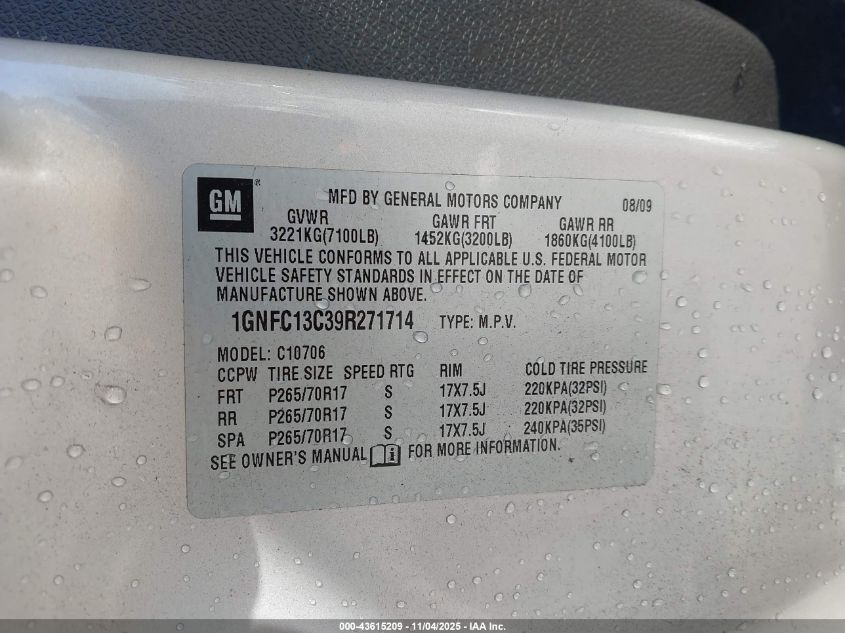 GM ®
MFD BY GENERAL MOTORS COMPANY 08/09
GVWR GAWR FRT GAWR RR
3221KG(7100LB) 1452KG(3200LB) 1860KG(4100LB)
THIS VEHICLE CONFORMS TO ALL APPLICABLE U.S. FEDERAL MOTOR
VEHICLE SAFETY STANDARDS IN EFFECT ON THE DATE OF
MANUFACTURE SHOWN ABOVE.
1GNFC13C39R271714 TYPE: M.P.V.
MODEL: C10706
CCPW TIRE SIZE SPEED RTG RIM COLD TIRE PRESSURE
FRT P265/70R17 S 17X7.5J 220KPA(32PSI)
RR P265/70R17 S 17X7.5J 220KPA(32PSI)
SPA P265/70R17 S 17X7.5J 240KPA(35PSI)
SEE OWNER'S MANUAL i FOR MORE INFORMATION.
000-43615209 - 11/04/2025 - IAA Inc.